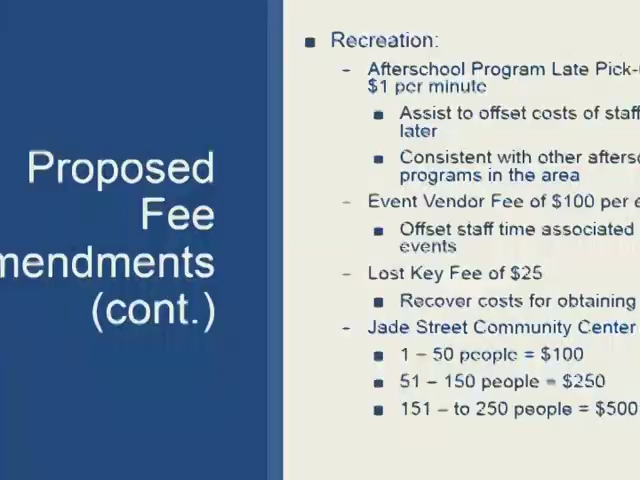 Proposed
Fee
mendments
(cont.)
Recreation:
– Afterschool Program Late Pick-
$1 per minute
Assist to offset costs of staff
later
Consistent with other aftersc
programs in the area
– Event Vendor Fee of $100 per e
Offset staff time associated
events
– Lost Key Fee of $25
Recover costs for obtaining
– Jade Street Community Center
1 – 50 people = $100
51 – 150 people = $250
151 – to 250 people = $500